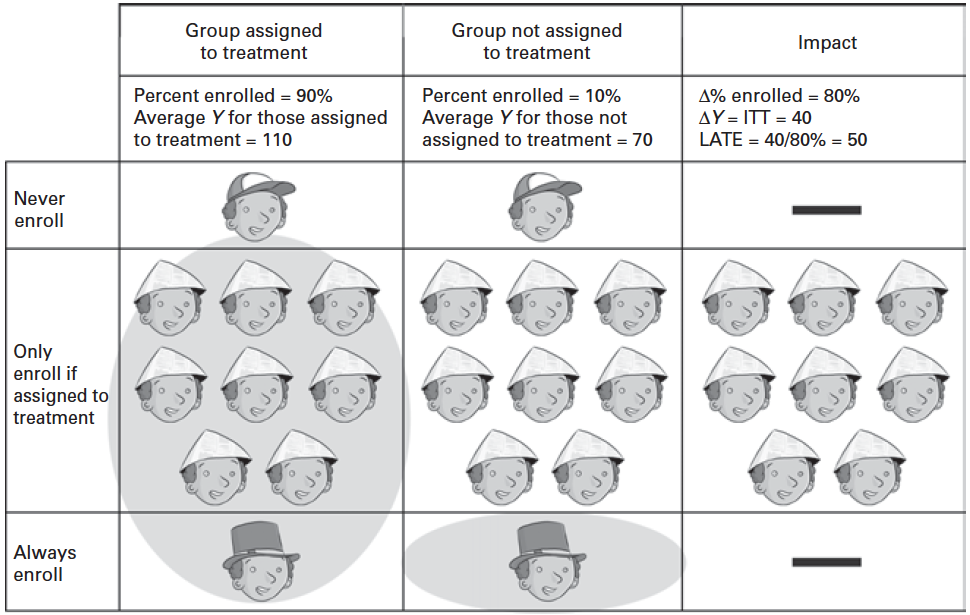 Group assigned
to treatment
Group not assigned
to treatment
Impact
Percent enrolled = 90%
Average Y for those assigned
to treatment = 110
Percent enrolled = 10%
Average Y for those not
assigned to treatment = 70
Δ% enrolled = 80%
ΔY = ITT = 40
LATE = 40/80% = 50
Never
enroll
Only
enroll if
assigned to
treatment
Always
enroll